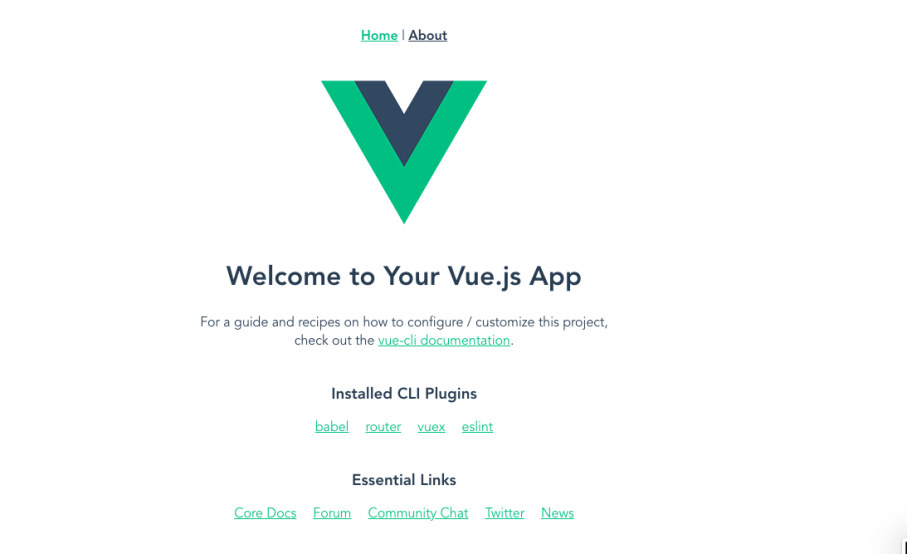 Home | About
Welcome to Your Vue.js App
For a guide and recipes on how to configure / customize this project,
check out the vue-cli documentation.
Installed CLI Plugins
babel router vuex eslint
Essential Links
Core Docs Forum Community Chat Twitter News